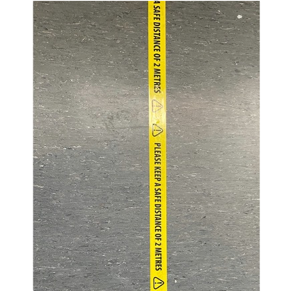 A SAFE DISTANCE OF 2 METRES
PLEASE KEEP A SAFE DISTANCE OF 2 METRES